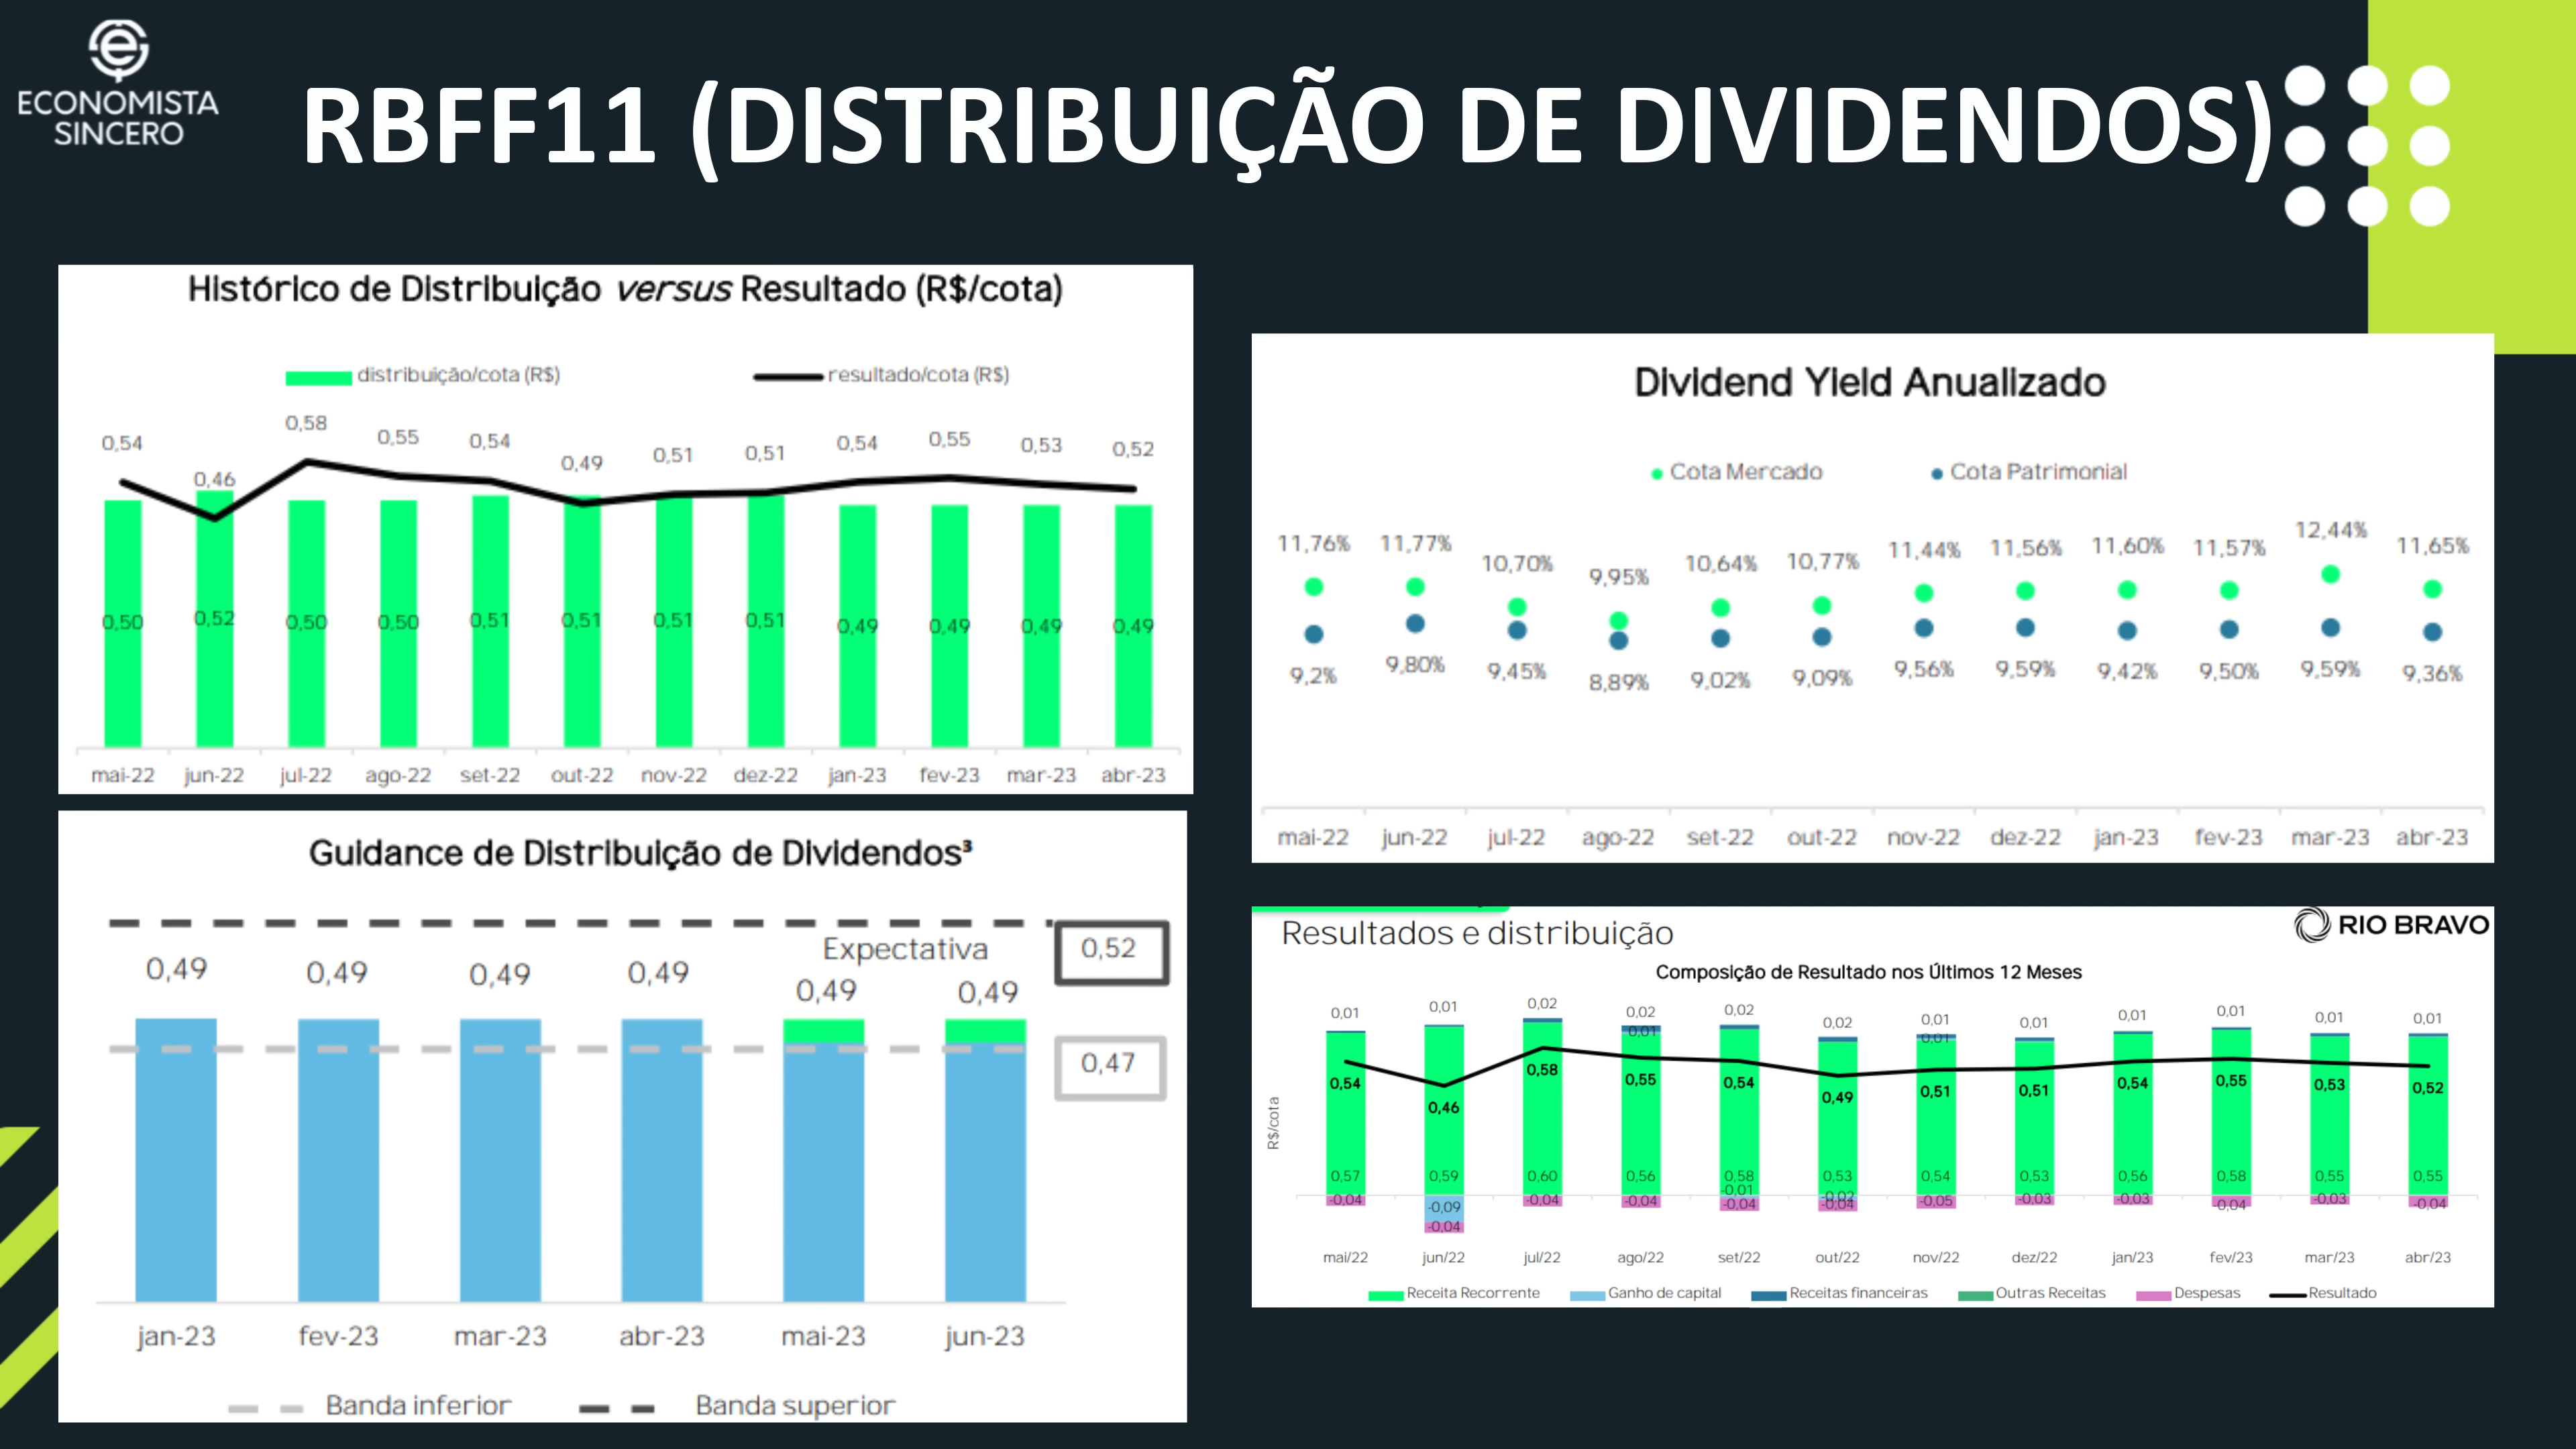 ECONOMISTA
SINCERO
RBFF11 (DISTRIBUIÇÃO DE DIVIDENDOS)
Histórico de Distribuição versus Resultado (R$/cota)
distribuição/cota (R$) resultado/cota (R$)
0,54 0,46 0,58 0,55 0,54 0,49 0,51 0,51 0,54 0,55 0,53 0,52
0,50 0,52 0,50 0,50 0,51 0,51 0,51 0,51 0,49 0,49 0,49 0,49
mai-22 jun-22 jul-22 ago-22 set-22 out-22 nov-22 dez-22 jan-23 fev-23 mar-23 abr-23
Guidance de Distribuição de Dividendos³
Expectativa
0,52
0,49 0,49 0,49 0,49 0,49 0,49
0,47
jan-23 fev-23 mar-23 abr-23 mai-23 jun-23
Banda inferior Banda superior
Dividend Yield Anualizado
Cota Mercado Cota Patrimonial
11,76% 11,77% 10,70% 9,95% 10,64% 10,77% 11,44% 11,56% 11,60% 11,57% 12,44% 11,65%
9,2% 9,80% 9,45% 8,89% 9,02% 9,09% 9,56% 9,59% 9,42% 9,50% 9,59% 9,36%
mai-22 jun-22 jul-22 ago-22 set-22 out-22 nov-22 dez-22 jan-23 fev-23 mar-23 abr-23
Resultados e distribuição
RIO BRAVO
Composição de Resultado nos Últimos 12 Meses
0,01 0,01 0,02 0,02 0,02 0,02 0,01 0,01 0,01 0,01 0,01 0,01
0,01 0,01
0,54 0,46 0,58 0,55 0,54 0,49 0,51 0,51 0,54 0,55 0,53 0,52
R$/cota
0,57 0,59 0,60 0,56 0,58 0,53 0,54 0,53 0,56 0,58 0,55 0,55
-0,09 -0,01 -0,02
-0,04 -0,04 -0,04 -0,04 -0,04 -0,04 -0,05 -0,03 -0,03 -0,04 -0,03 -0,04
mai/22 jun/22 jul/22 ago/22 set/22 out/22 nov/22 dez/22 jan/23 fev/23 mar/23 abr/23
Receita Recorrente Ganho de capital Receitas financeiras Outras Receitas Despesas Resultado